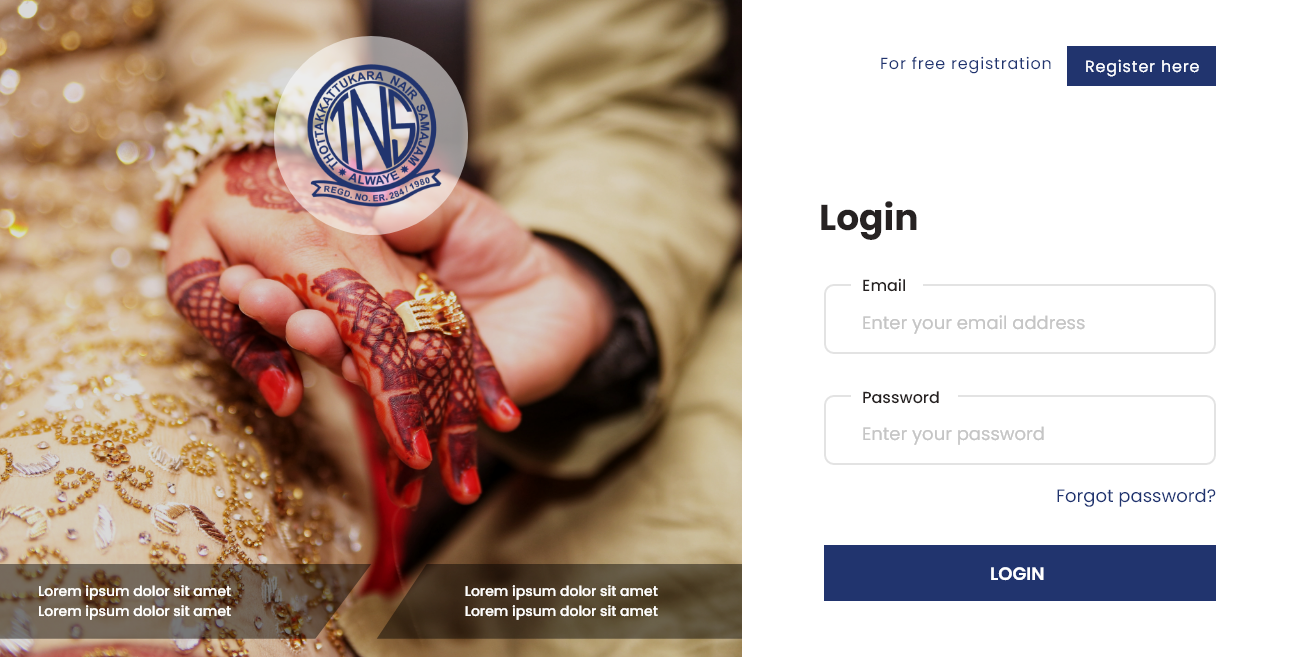 THOTTAKKATTUKARA NAIR SAMAJAM
TNS
* ALWAYE *
REGD. NO. ER. 284 / 1980
Lorem ipsum dolor sit amet
Lorem ipsum dolor sit amet
Lorem ipsum dolor sit amet
Lorem ipsum dolor sit amet
For free registration
Register here
Login
Email
Enter your email address
Password
Enter your password
Forgot password?
LOGIN